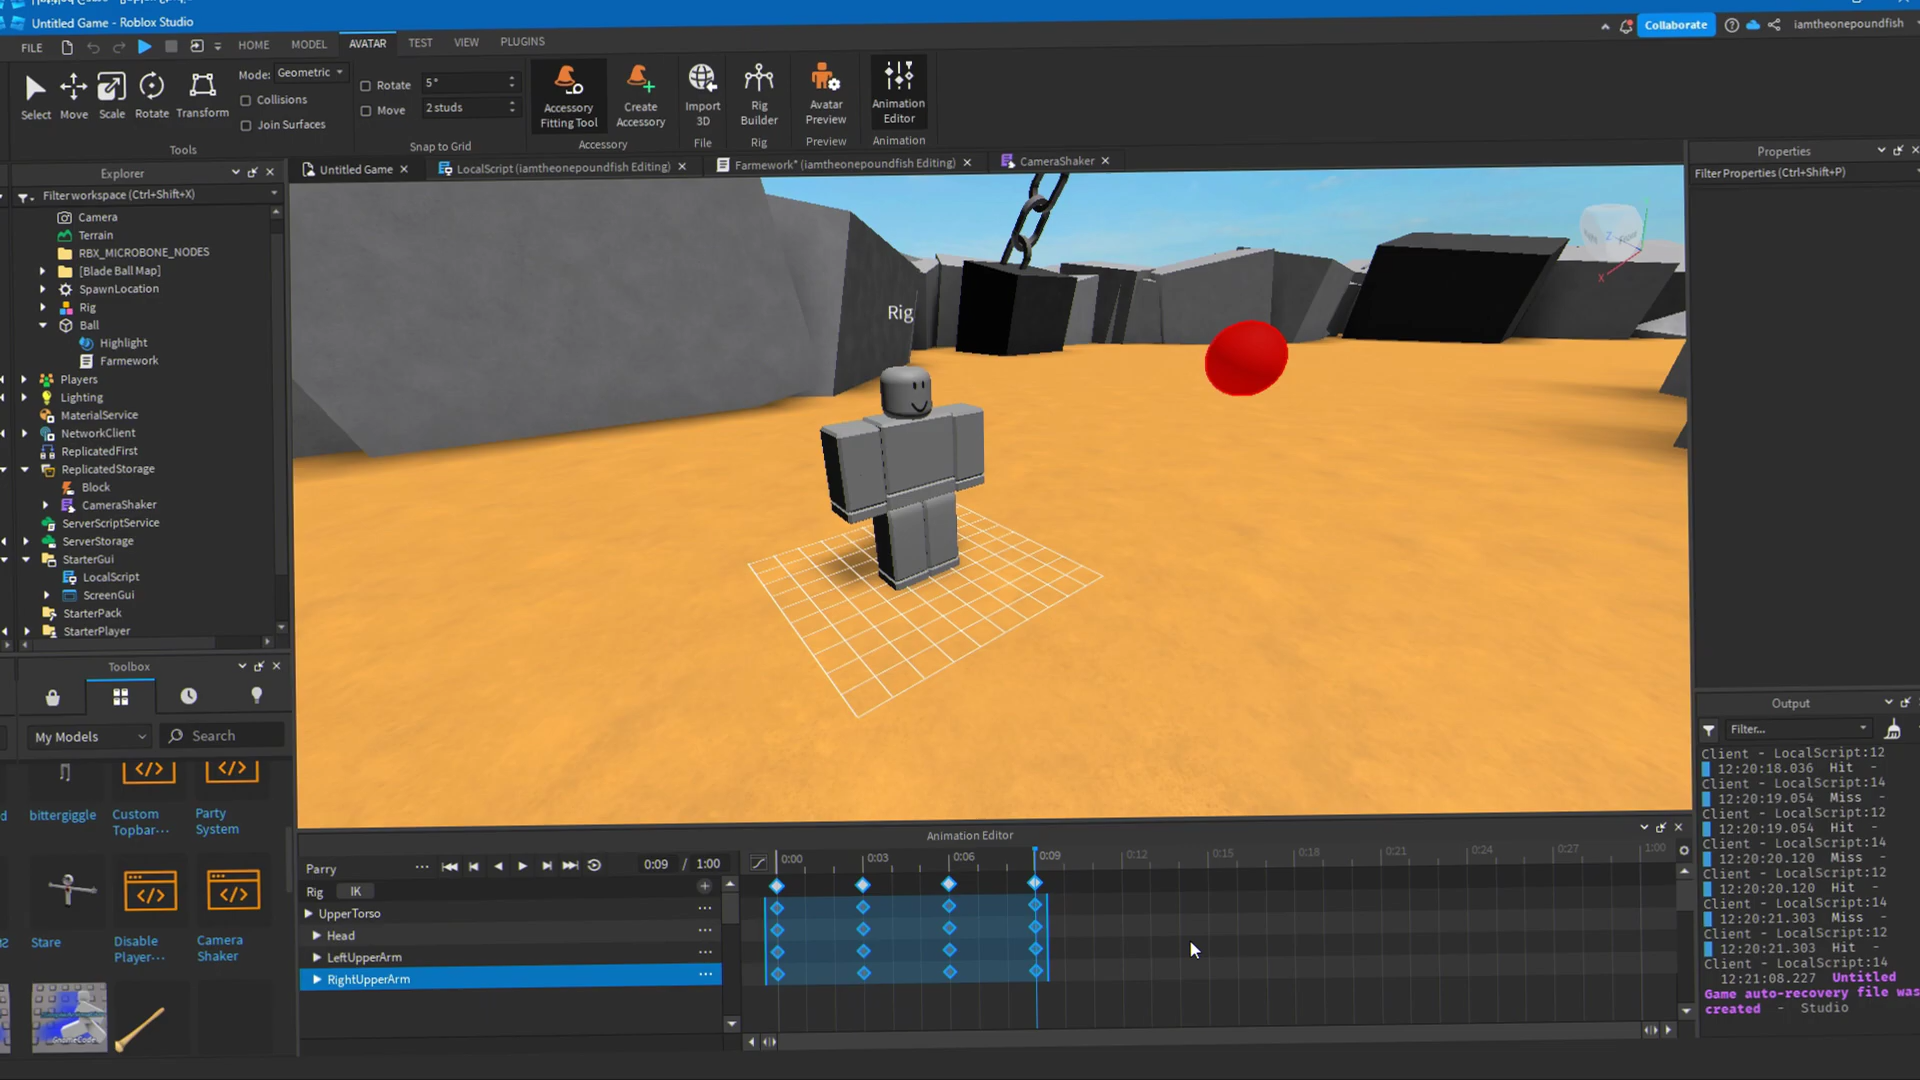 Untitled Game - Roblox Studio
Collaborate
iamtheonepoundfish
FILE
HOME
MODEL
AVATAR
TEST
VIEW
PLUGINS
Select
Move
Scale
Rotate
Transform
Mode: Geometric
Collisions
Join Surfaces
Tools
Rotate
5°
Move
2 studs
Snap to Grid
Accessory
Fitting Tool
Create
Accessory
Accessory
Import
3D
File
Rig
Builder
Rig
Avatar
Preview
Preview
Animation
Editor
Animation
Explorer
Filter workspace (Ctrl+Shift+X)
Camera
Terrain
RBX_MICROBONE_NODES
[Blade Ball Map]
SpawnLocation
Rig
Ball
Highlight
Farmework
Players
Lighting
MaterialService
NetworkClient
ReplicatedFirst
ReplicatedStorage
Block
CameraShaker
ServerScriptService
ServerStorage
StarterGui
LocalScript
ScreenGui
StarterPack
StarterPlayer
Untitled Game
LocalScript (iamtheonepoundfish Editing)
Farmework* (iamtheonepoundfish Editing)
CameraShaker
Rig
Properties
Filter Properties (Ctrl+Shift+P)
Toolbox
My Models
Search
bittergiggle
Custom
Topbar···
Party
System
Stare
Disable
Player···
Camera
Shaker
Animation Editor
Parry
0:09 / 1:00
Rig
IK
UpperTorso
Head
LeftUpperArm
RightUpperArm
0:00
0:03
0:06
0:09
0:12
0:15
0:18
0:21
0:24
0:27
1:00
Output
Filter...
Client - LocalScript:12
12:20:18.036 Hit -
Client - LocalScript:14
12:20:19.054 Miss -
Client - LocalScript:12
12:20:19.054 Hit -
Client - LocalScript:14
12:20:20.120 Miss -
Client - LocalScript:12
12:20:20.120 Hit -
Client - LocalScript:14
12:20:21.303 Miss -
Client - LocalScript:12
12:20:21.303 Hit -
Client - LocalScript:14
12:21:08.227 Untitled
Game auto-recovery file was
created - Studio